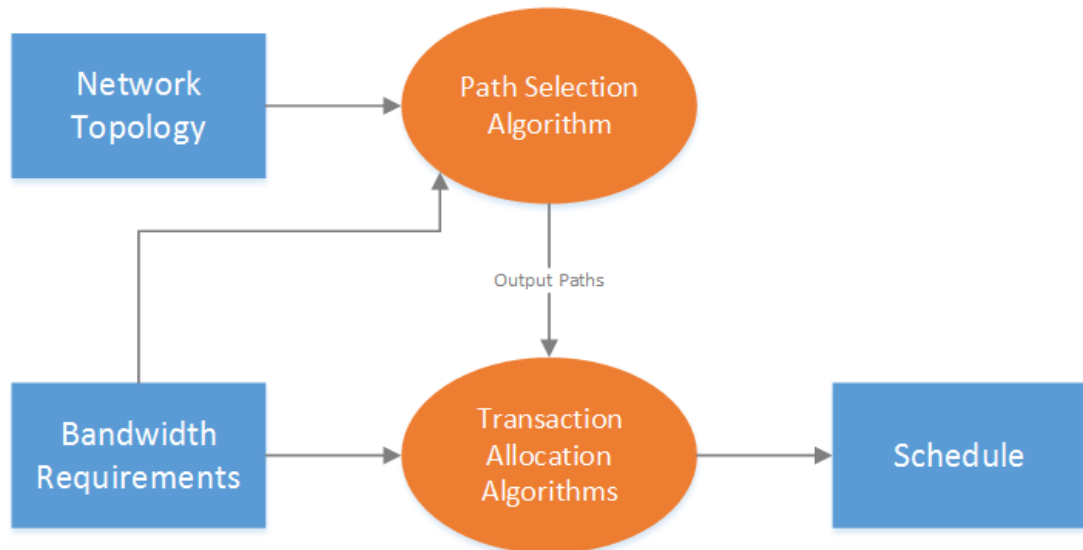 Network
Topology
Path Selection
Algorithm
Output Paths
Bandwidth
Requirements
Transaction
Allocation
Algorithms
Schedule